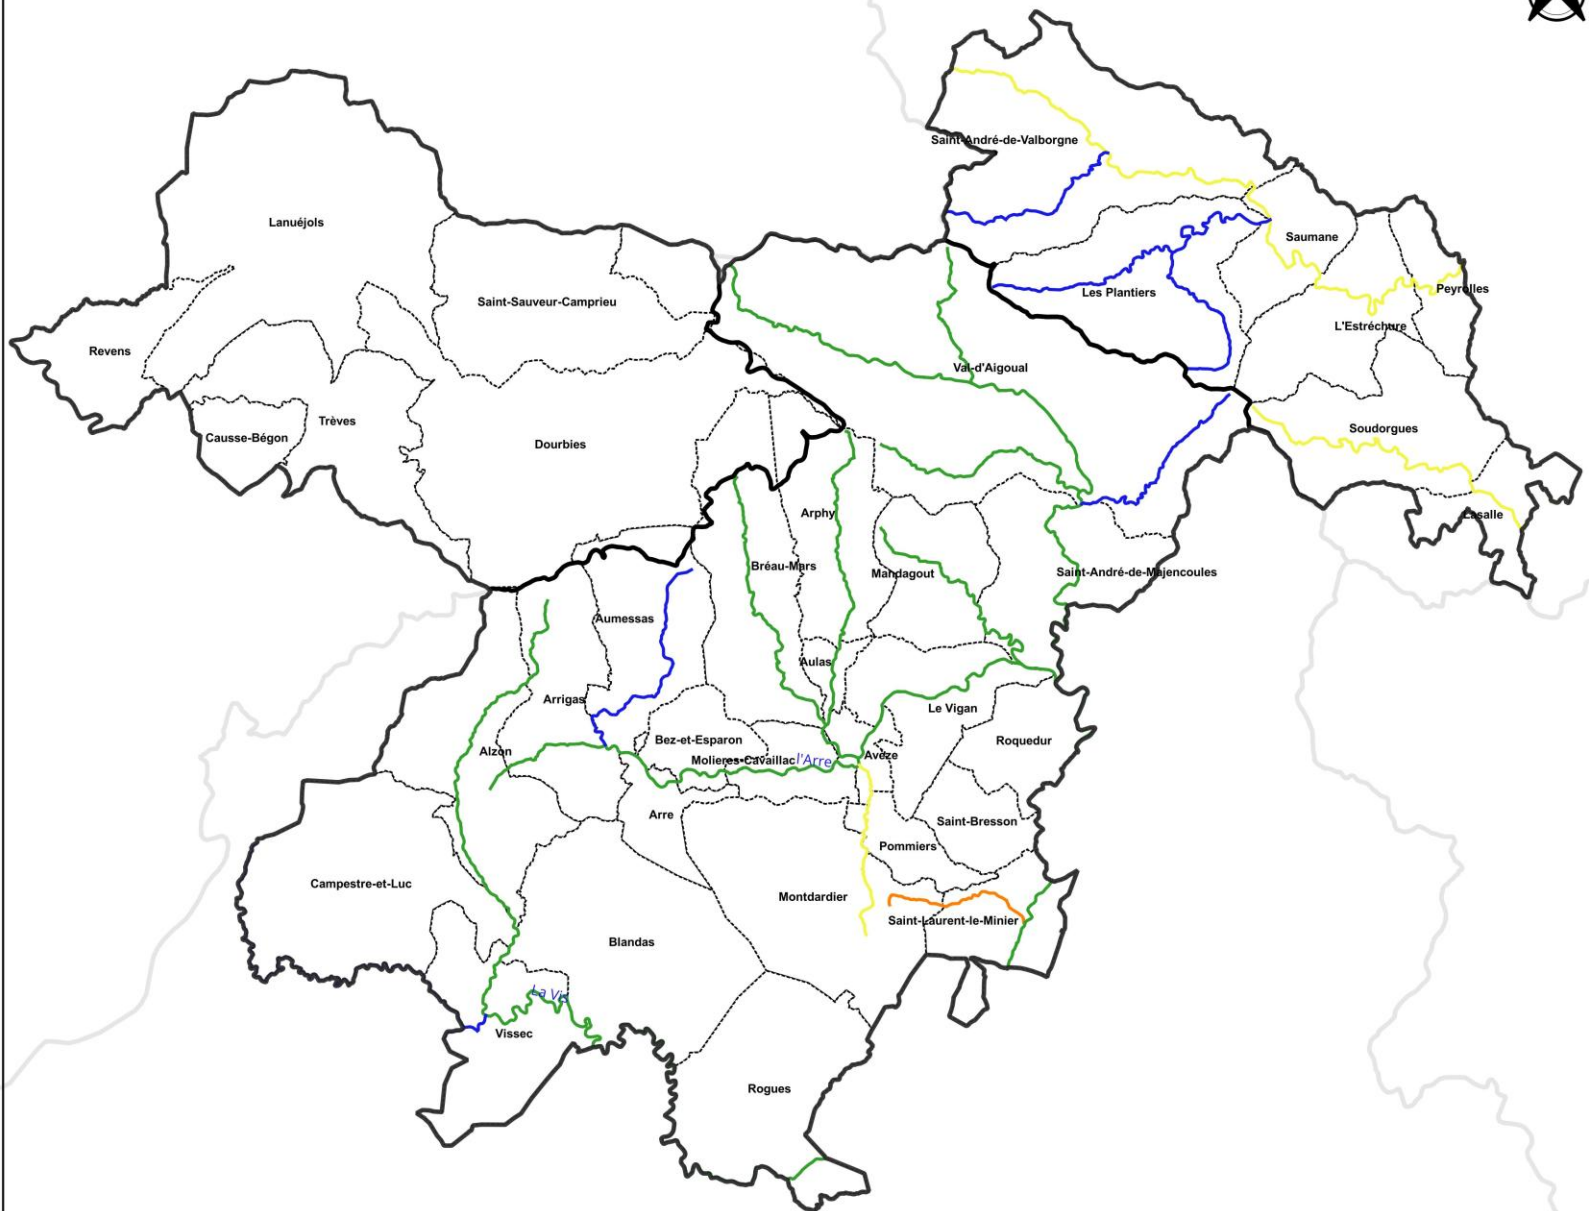 Saint-André-de-Valborgne
Lanuéjols
Saumane
Les Plantiers
Peyrolles
Saint-Sauveur-Camprieu
L'Estréchure
Revens
Val-d'Aigoual
Trèves
Soudorgues
Causse-Bégon
Dourbies
Arphy
Lasalle
Bréau-Mars
Mandagout
Saint-André-de-Majencoules
Aumessas
Aulas
Arrigas
Le Vigan
Bez-et-Esparon
Roquedur
Alzon
Avèze
Molieres-Cavaillac l'Arre
Arre
Saint-Bresson
Pommiers
Campestre-et-Luc
Montdardier
Saint-Laurent-le-Minier
Blandas
La Vis
Vissec
Rogues